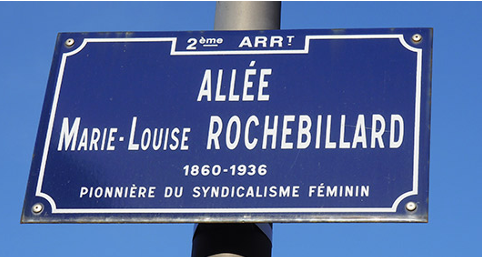 2ème ARRT
ALLÉE
MARIE-LOUISE ROCHEBILLARD
1860-1936
PIONNIÈRE DU SYNDICALISME FÉMININ